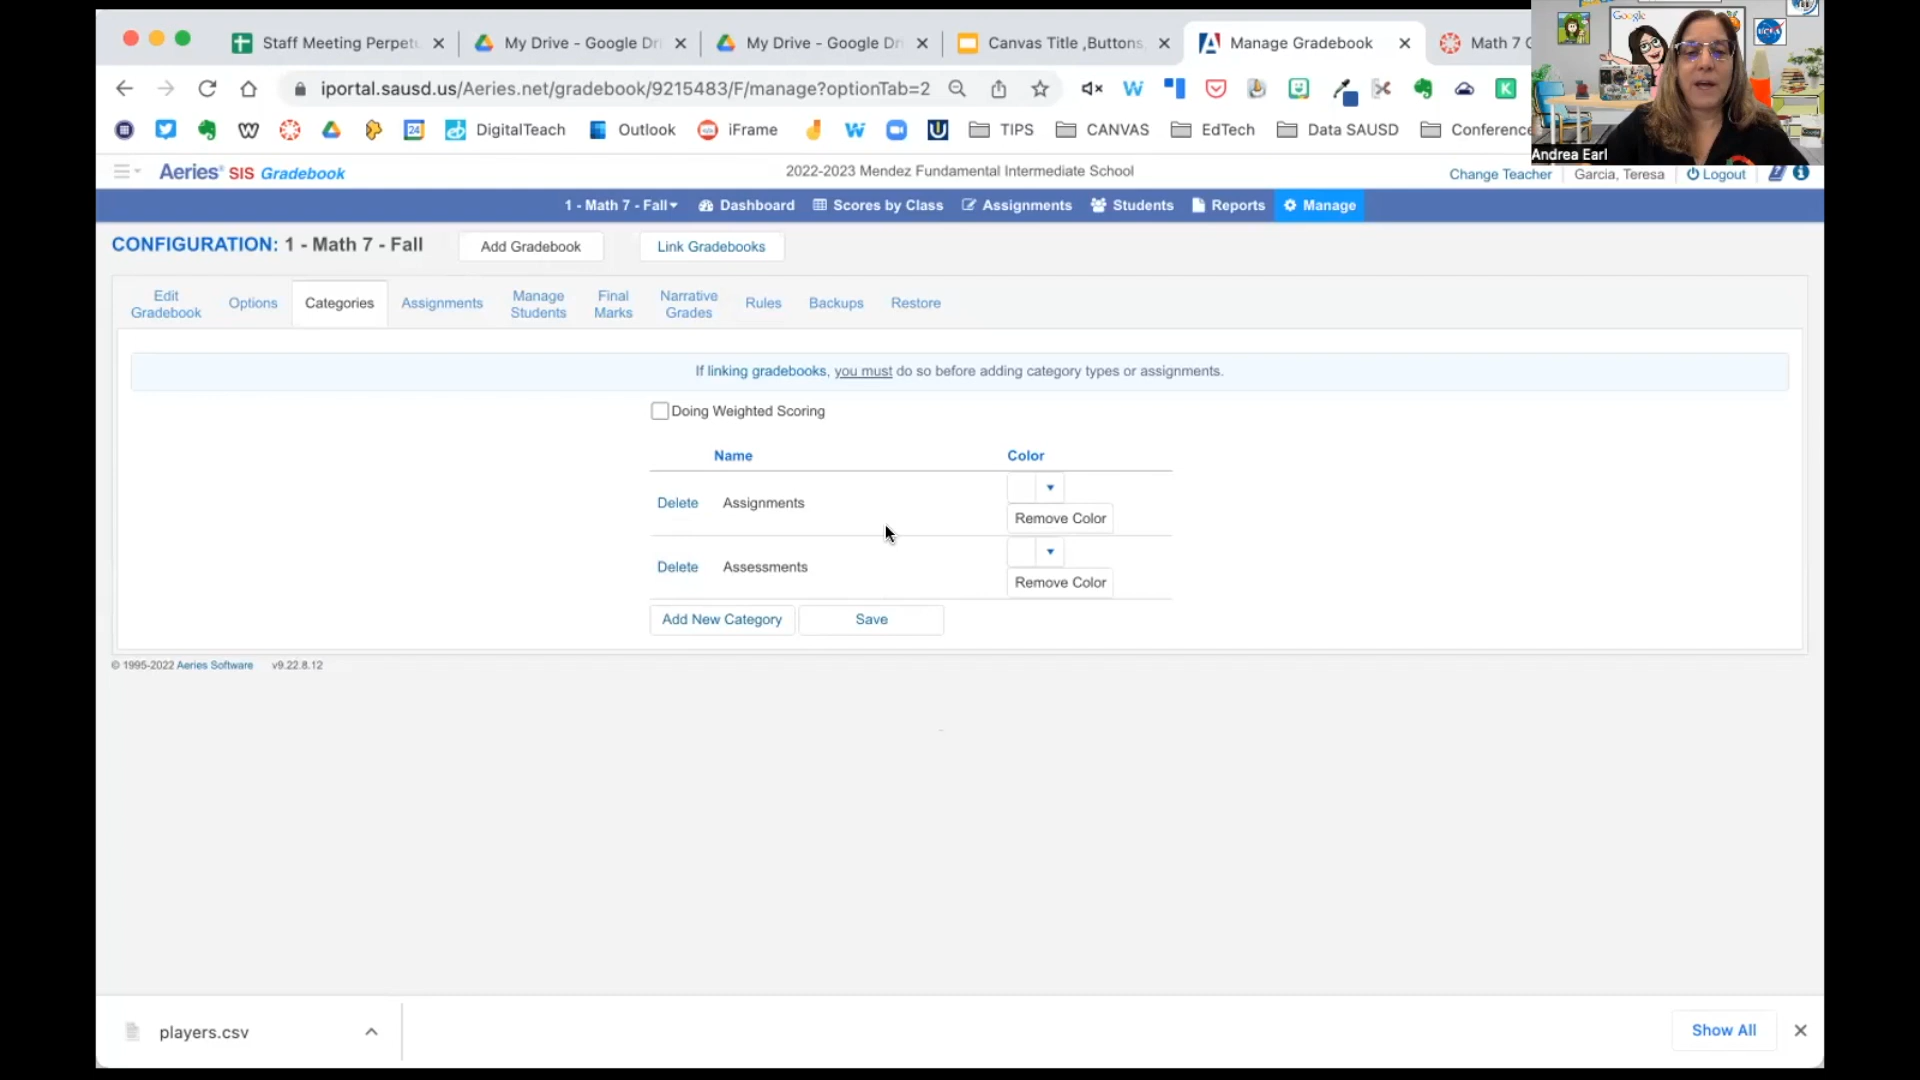 Staff Meeting Perpetu
My Drive - Google Dri
My Drive - Google Dri
Canvas Title ,Buttons
Manage Gradebook
Math 7 G
Google
iportal.sausd.us/Aeries.net/gradebook/9215483/F/manage?optionTab=2
DigitalTeach
Outlook
iFrame
TIPS
CANVAS
EdTech
Data SAUSD
Conference
Andrea Earl
Aeries® SIS Gradebook
2022-2023 Mendez Fundamental Intermediate School
Change Teacher
Garcia, Teresa
Logout
1 - Math 7 - Fall
Dashboard
Scores by Class
Assignments
Students
Reports
Manage
CONFIGURATION: 1 - Math 7 - Fall
Add Gradebook
Link Gradebooks
Edit
Gradebook
Options
Categories
Assignments
Manage
Students
Final
Marks
Narrative
Grades
Rules
Backups
Restore
If linking gradebooks, you must do so before adding category types or assignments.
Doing Weighted Scoring
Name
Color
Delete
Assignments
Remove Color
Delete
Assessments
Remove Color
Add New Category
Save
© 1995-2022 Aeries Software
v9.22.8.12
players.csv
Show All